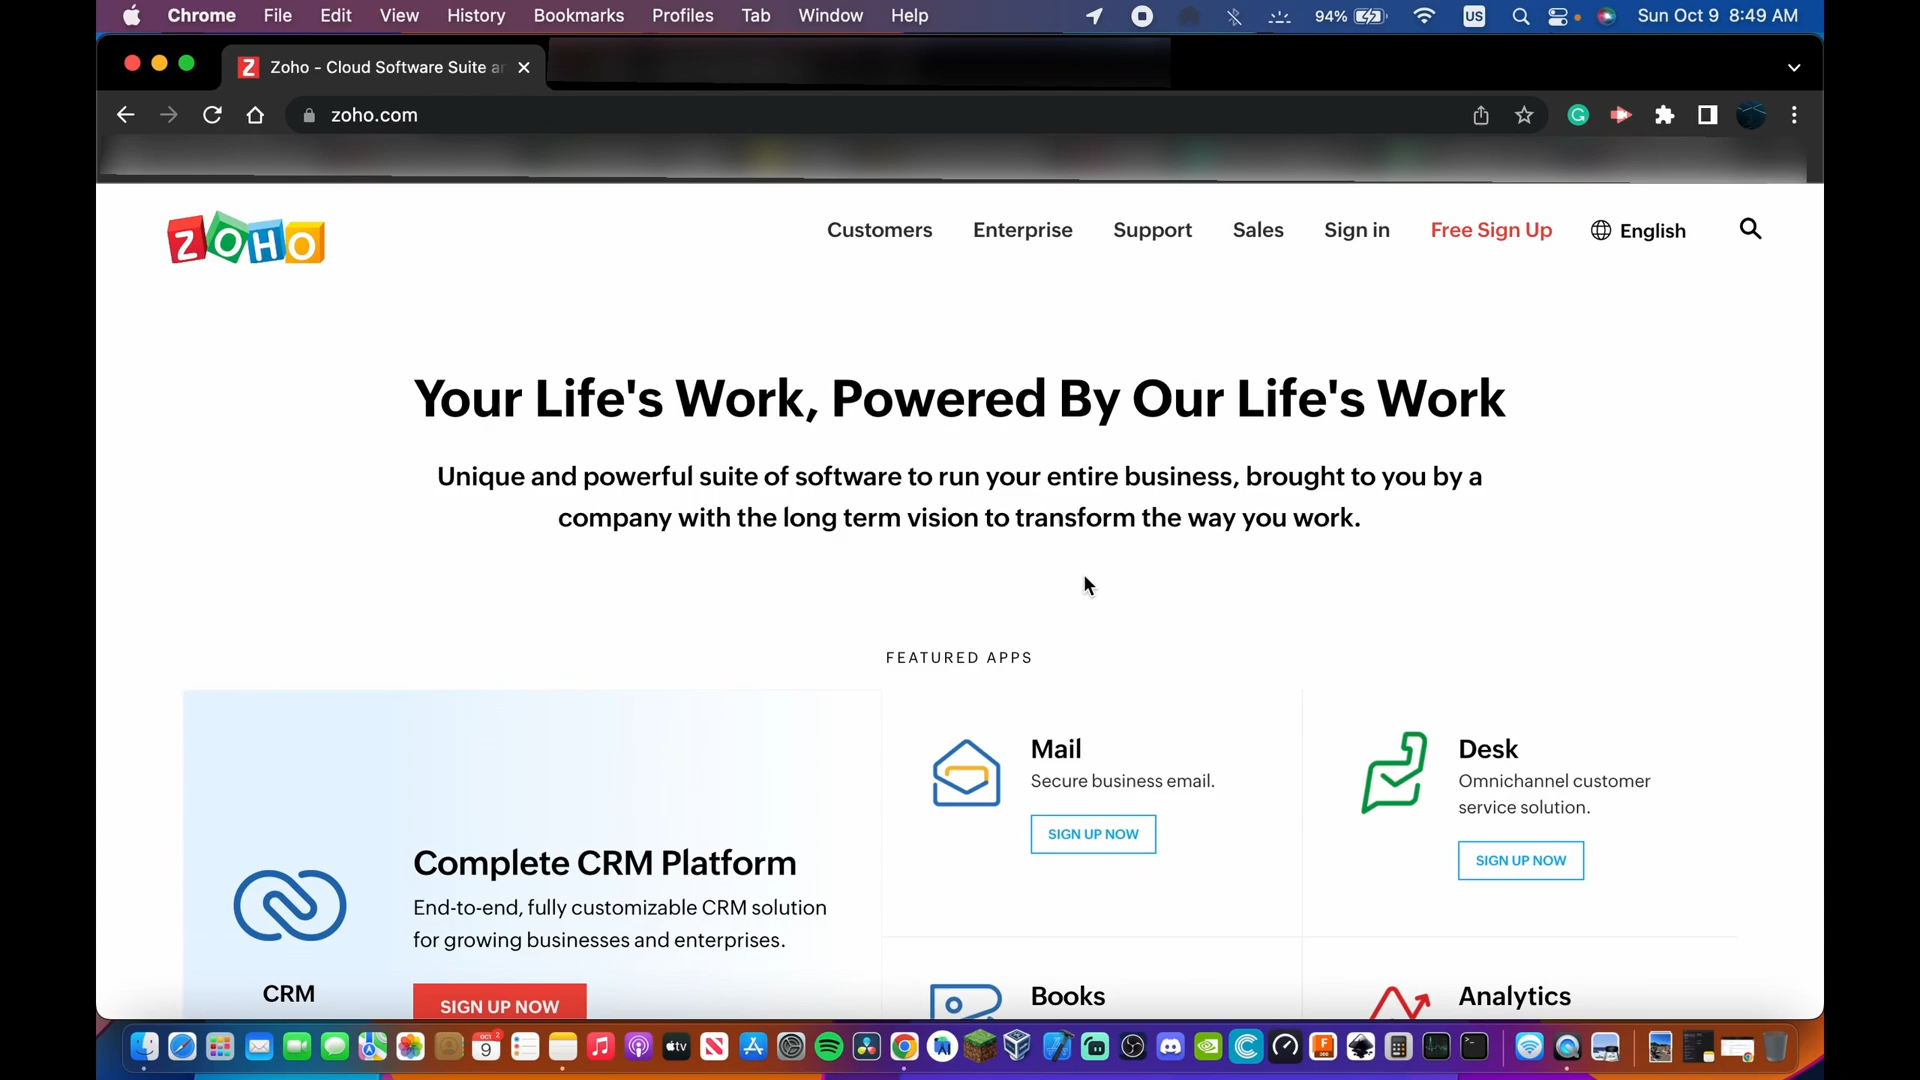 Chrome File Edit View History Bookmarks Profiles Tab Window Help 94% US Sun Oct 9 8:49 AM
Zoho - Cloud Software Suite a
zoho.com
ZOHO Customers Enterprise Support Sales Sign in Free Sign Up English
Your Life's Work, Powered By Our Life's Work
Unique and powerful suite of software to run your entire business, brought to you by a
company with the long term vision to transform the way you work.
FEATURED APPS
CRM
Complete CRM Platform
End-to-end, fully customizable CRM solution
for growing businesses and enterprises.
SIGN UP NOW
Mail
Secure business email.
SIGN UP NOW
Desk
Omnichannel customer
service solution.
SIGN UP NOW
Books
Analytics
OCT
9
2
tv